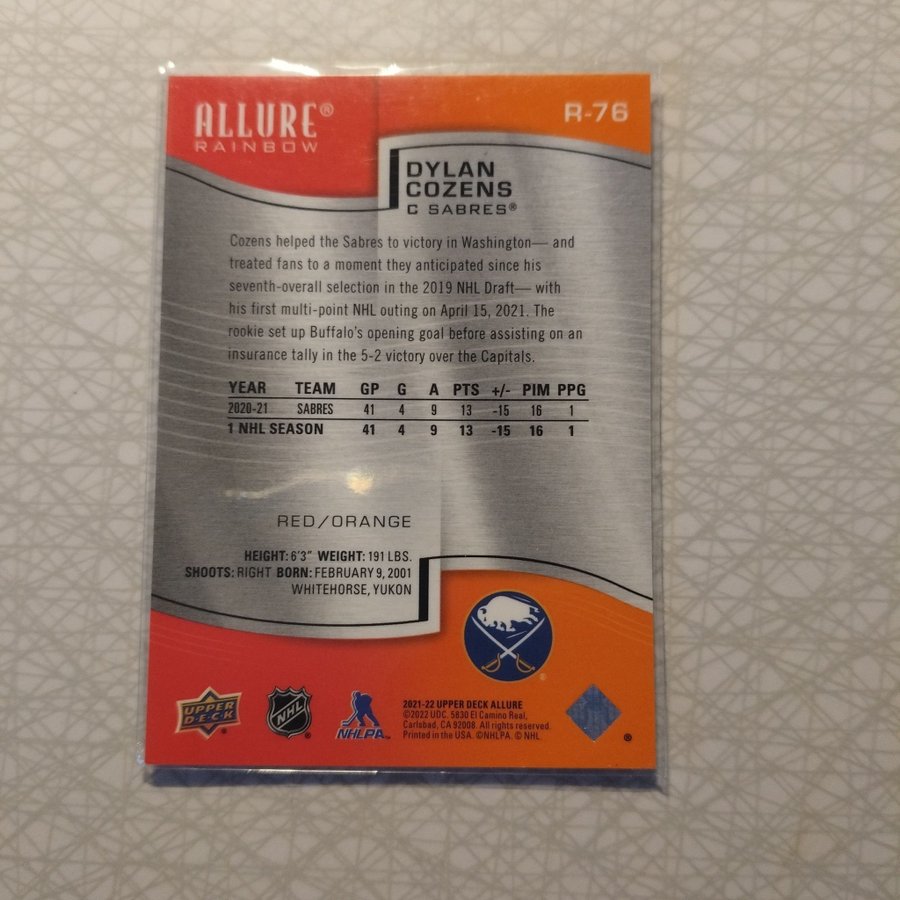 ALLURE®
RAINBOW
R-76
DYLAN
COZENS
C SABRES®
Cozens helped the Sabres to victory in Washington— and
treated fans to a moment they anticipated since his
seventh-overall selection in the 2019 NHL Draft— with
his first multi-point NHL outing on April 15, 2021. The
rookie set up Buffalo's opening goal before assisting on an
insurance tally in the 5-2 victory over the Capitals.
YEAR TEAM GP G A PTS +/- PIM PPG
2020-21 SABRES 41 4 9 13 -15 16 1
1 NHL SEASON 41 4 9 13 -15 16 1
RED/ORANGE
HEIGHT: 6'3" WEIGHT: 191 LBS.
SHOOTS: RIGHT BORN: FEBRUARY 9, 2001
WHITEHORSE, YUKON
UPPER
DECK
NHL
NHLPA
2021-22 UPPER DECK ALLURE
©2022 UDC. 5830 El Camino Real,
Carlsbad, CA 92008. All rights reserved.
Printed in the USA. ©NHLPA. © NHL